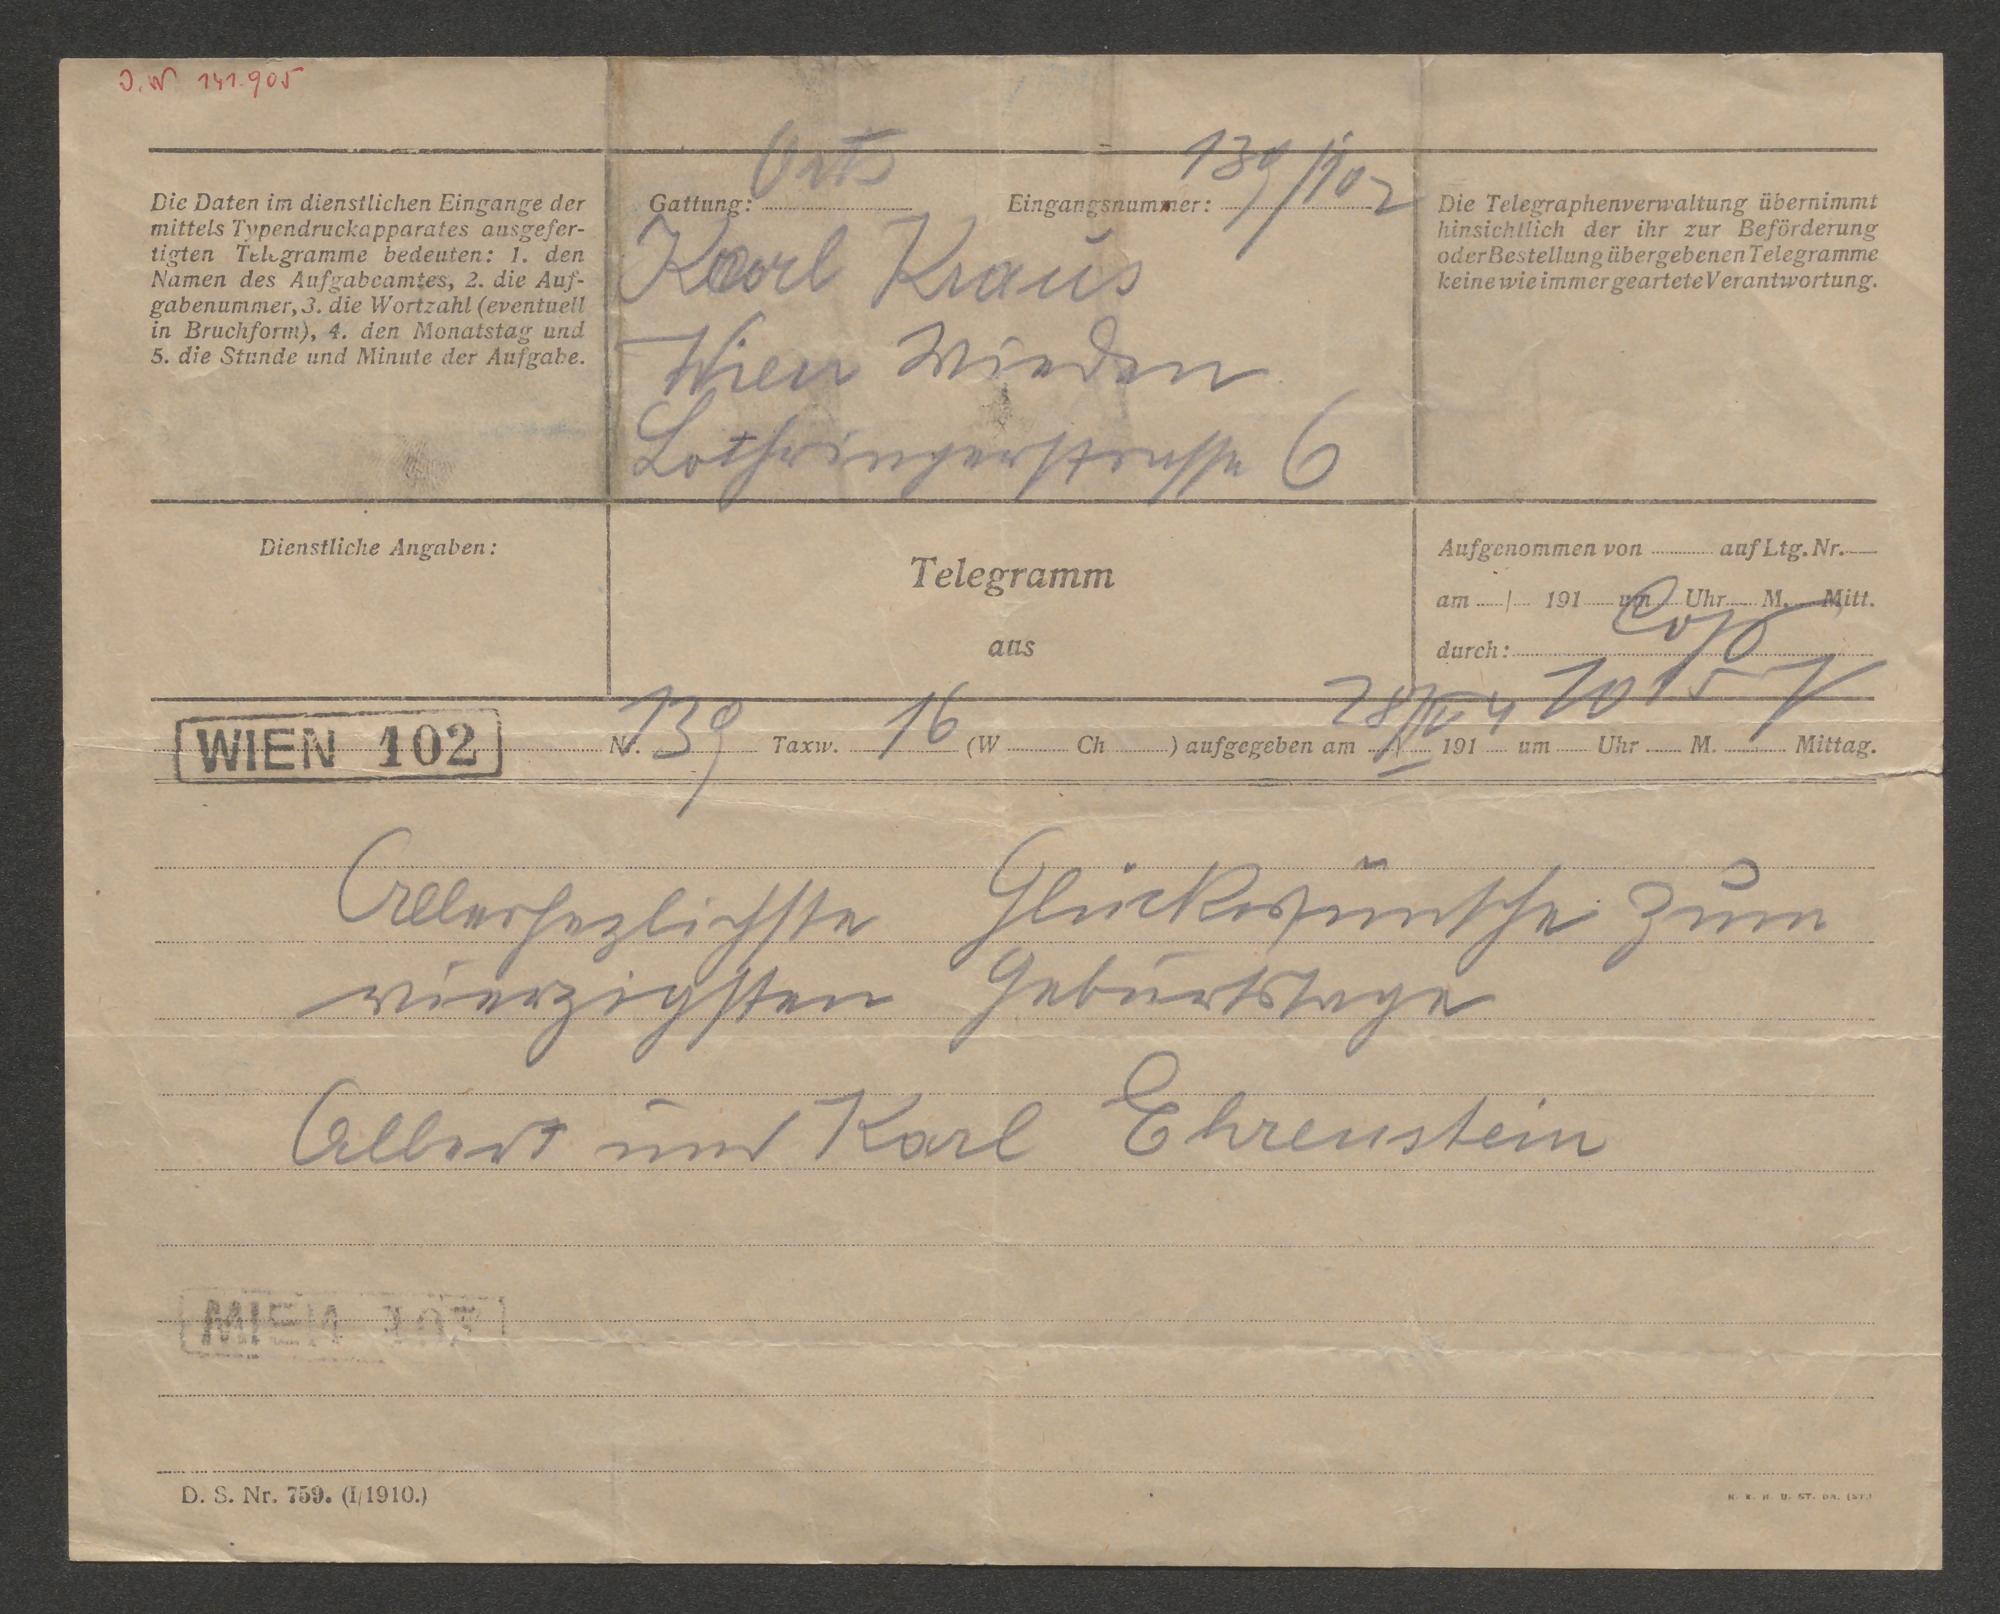 I. N 141.905
Die Daten im dienstlichen Eingange der
mittels Typendruckapparates ausgefer-
tigten Telegramme bedeuten: 1. den
Namen des Aufgabeamtes, 2. die Auf-
gabenummer, 3. die Wortzahl (eventuell
in Bruchform), 4. den Monatstag und
5. die Stunde und Minute der Aufgabe.
Gattung: Orts
Eingangsnummer: 139/102
Karl Kraus
Wien Wieden
Lothringerstrasse 6
Die Telegraphenverwaltung übernimmt
hinsichtlich der ihr zur Beförderung
oder Bestellung übergebenen Telegramme
keine wie immer geartete Verantwortung.
Dienstliche Angaben:
Telegramm
aus
Aufgenommen von auf Ltg. Nr.
am / 191 um Uhr M. Mitt.
durch:
WIEN 102 Nr. 139 Taxw. 16 (W Ch ) aufgegeben am 28/IV 1914 um Uhr M. Mittag.
Allerhezlichste Glückwünsche zum
vierzigsten Geburtstage
Albert und Karl Ehrenstein
D. S. Nr. 759. (I/1910.)